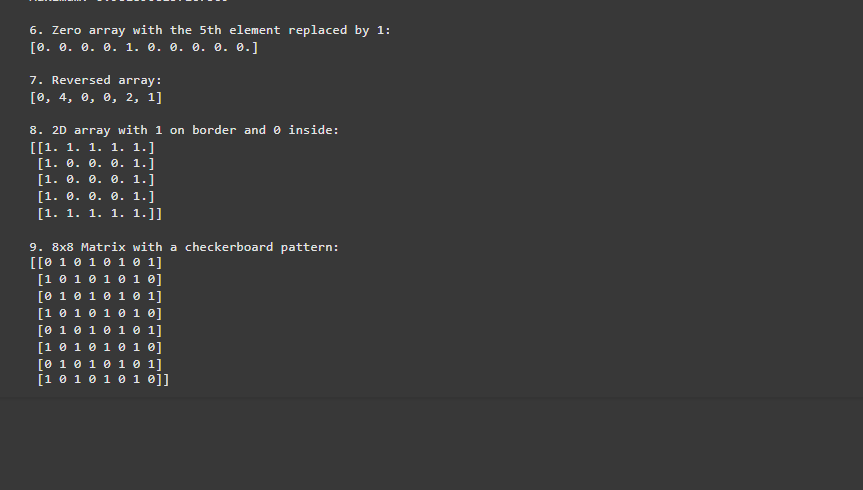 6. Zero array with the 5th element replaced by 1:
[0. 0. 0. 0. 1. 0. 0. 0. 0. 0.]
7. Reversed array:
[0, 4, 0, 0, 2, 1]
8. 2D array with 1 on border and 0 inside:
[[1. 1. 1. 1. 1.]
 [1. 0. 0. 0. 1.]
 [1. 0. 0. 0. 1.]
 [1. 0. 0. 0. 1.]
 [1. 1. 1. 1. 1.]]
9. 8x8 Matrix with a checkerboard pattern:
[[0 1 0 1 0 1 0 1]
 [1 0 1 0 1 0 1 0]
 [0 1 0 1 0 1 0 1]
 [1 0 1 0 1 0 1 0]
 [0 1 0 1 0 1 0 1]
 [1 0 1 0 1 0 1 0]
 [0 1 0 1 0 1 0 1]
 [1 0 1 0 1 0 1 0]]